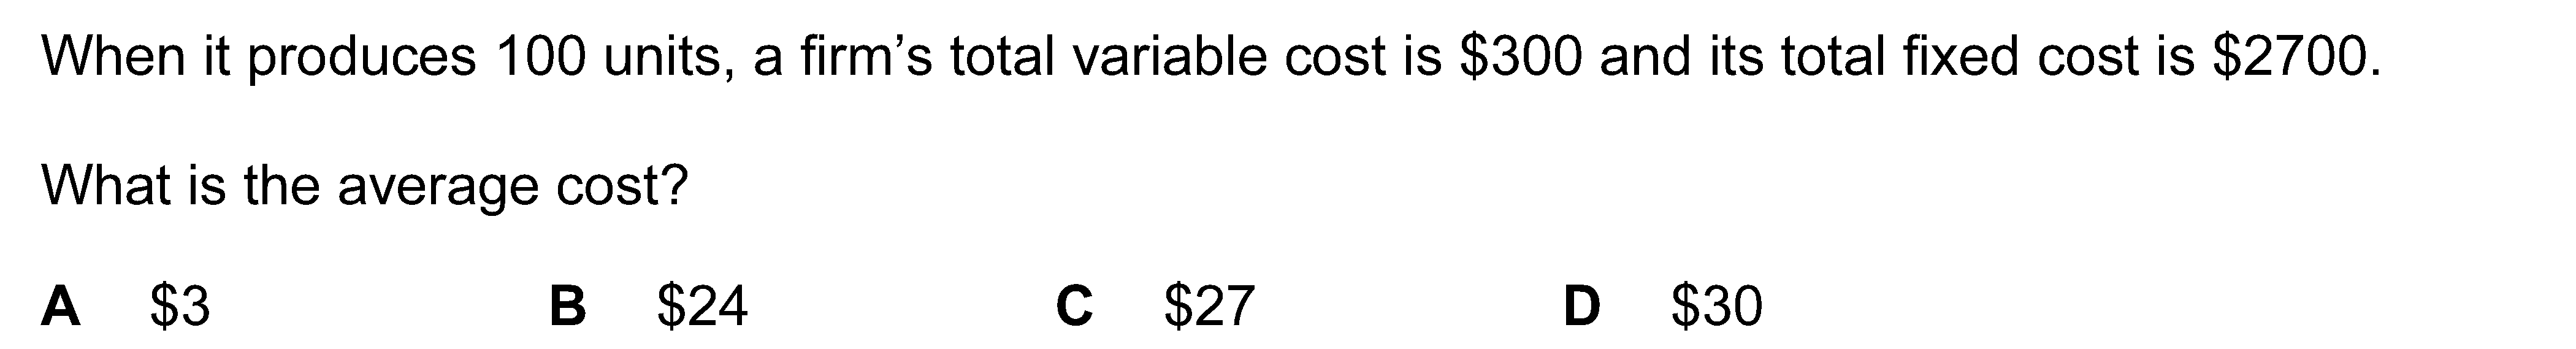 When it produces 100 units, a firm’s total variable cost is $300 and its total fixed cost is $2700.
What is the average cost?
A $3 B $24 C $27 D $30